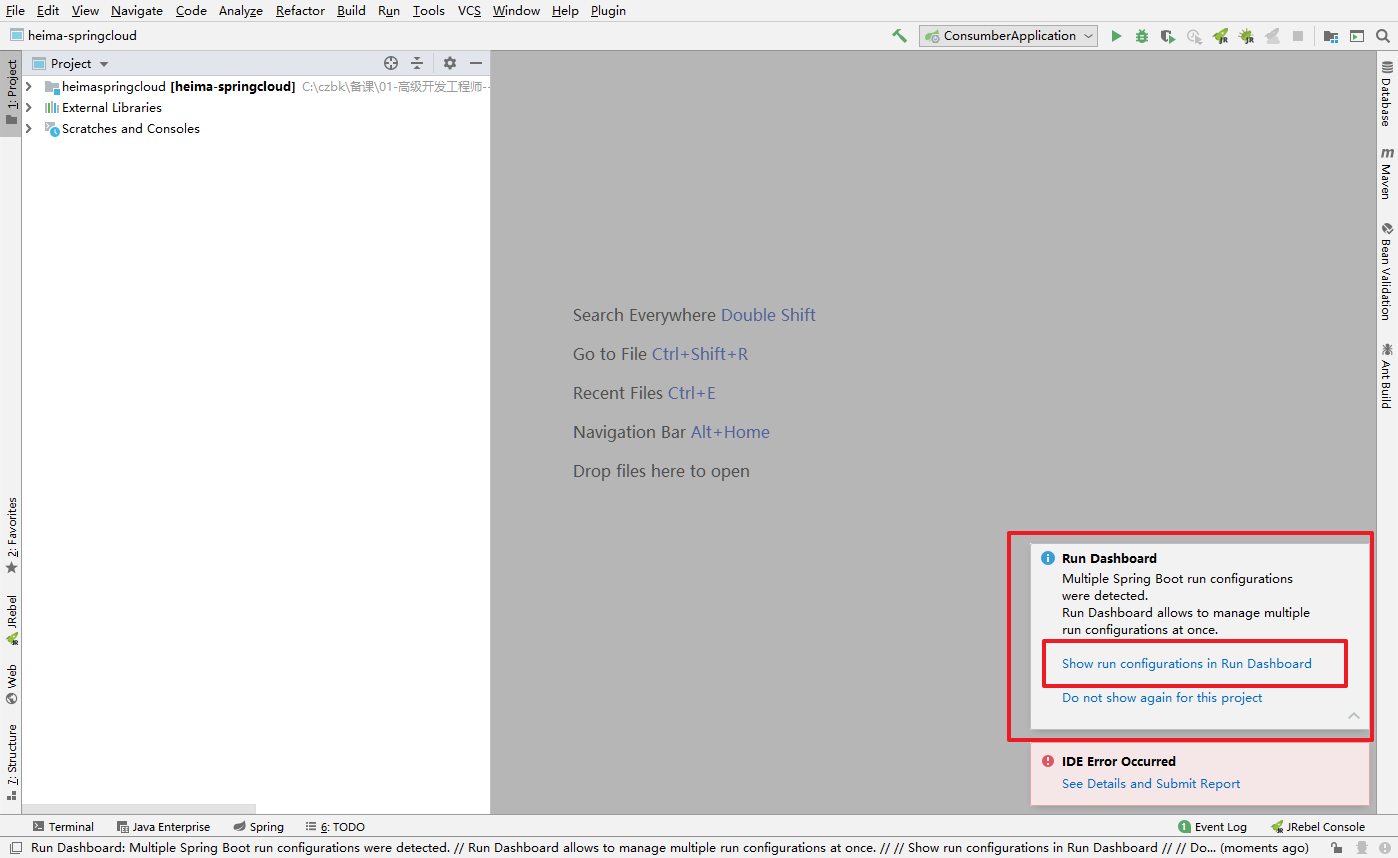 File Edit View Navigate Code Analyze Refactor Build Run Tools VCS Window Help Plugin
heima-springcloud
ConsumberApplication
1: Project
Project
heimaspringcloud [heima-springcloud] C:\czbk\备课\01-高级开发工程师--
External Libraries
Scratches and Consoles
Search Everywhere Double Shift
Go to File Ctrl+Shift+R
Recent Files Ctrl+E
Navigation Bar Alt+Home
Drop files here to open
Database
m
Maven
Bean Validation
Ant Build
2: Favorites
JRebel
Web
7: Structure
Run Dashboard
Multiple Spring Boot run configurations
were detected.
Run Dashboard allows to manage multiple
run configurations at once.
Show run configurations in Run Dashboard
Do not show again for this project
IDE Error Occurred
See Details and Submit Report
Terminal Java Enterprise Spring 6: TODO 1 Event Log JRebel Console
Run Dashboard: Multiple Spring Boot run configurations were detected. // Run Dashboard allows to manage multiple run configurations at once. // // Show run configurations in Run Dashboard // // Do... (moments ago)